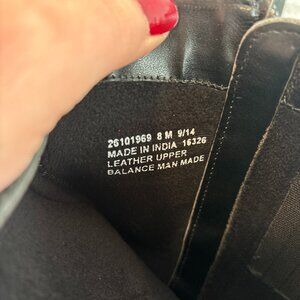 26101969 8 M 9/14
MADE IN INDIA 16326
LEATHER UPPER
BALANCE MAN MADE